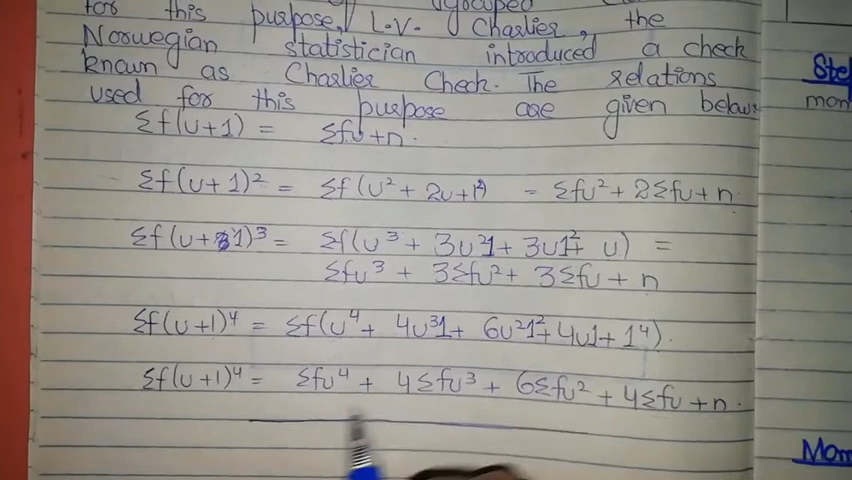 for this purpose, L.V. Charlier, the
Norwegian statistician introduced a check
known as Charlier Check. The relations
used for this purpose are given below:
Σf(u+1) = Σfu+n.
Σf(u+1)² = Σf(u² + 2u+1²) = Σfu² + 2Σfu + n
Σf(u+1)³ = Σf(u³ + 3u²1 + 3u1² + u) =
Σfu³ + 3Σfu² + 3Σfu + n
Σf(u+1)⁴ = Σf(u⁴ + 4u³1 + 6u²1² + 4u1 + 1⁴).
Σf(u+1)⁴ = Σfu⁴ + 4Σfu³ + 6Σfu² + 4Σfu + n.
Ste
mom
Mom